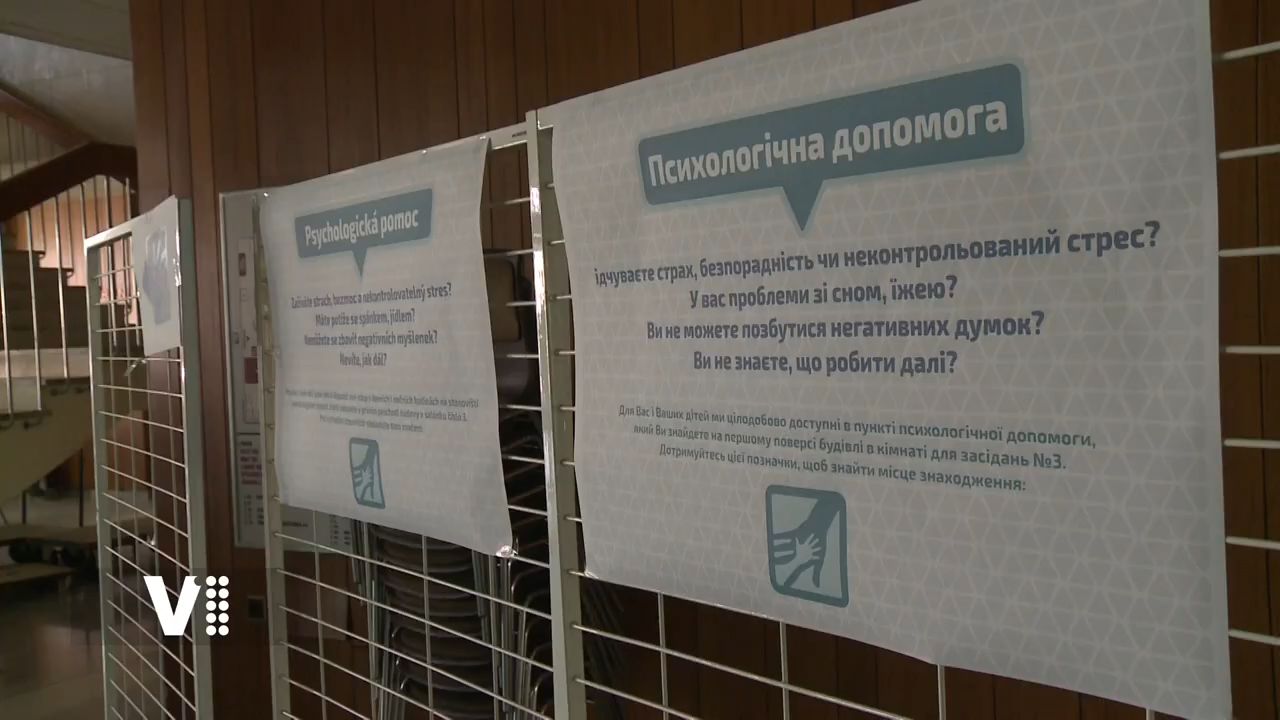 Psychologická pomoc
Zažíváte strach, bezmoc a nekontrolovatelný stres?
Máte potíže se spánkem, jídlem?
Nemůžete se zbavit negativních myšlenek?
Nevíte, jak dál?
Психологічна допомога
ідчуваєте страх, безпорадність чи неконтрольований стрес?
У вас проблеми зі сном, їжею?
Ви не можете позбутися негативних думок?
Ви не знаєте, що робити далі?
Для Вас і Ваших дітей ми цілодобово доступні в пункті психологічної допомоги,
який Ви знайдете на першому поверсі будівлі в кімнаті для засідань №3.
Дотримуйтесь цієї позначки, щоб знайти місце знаходження:
V